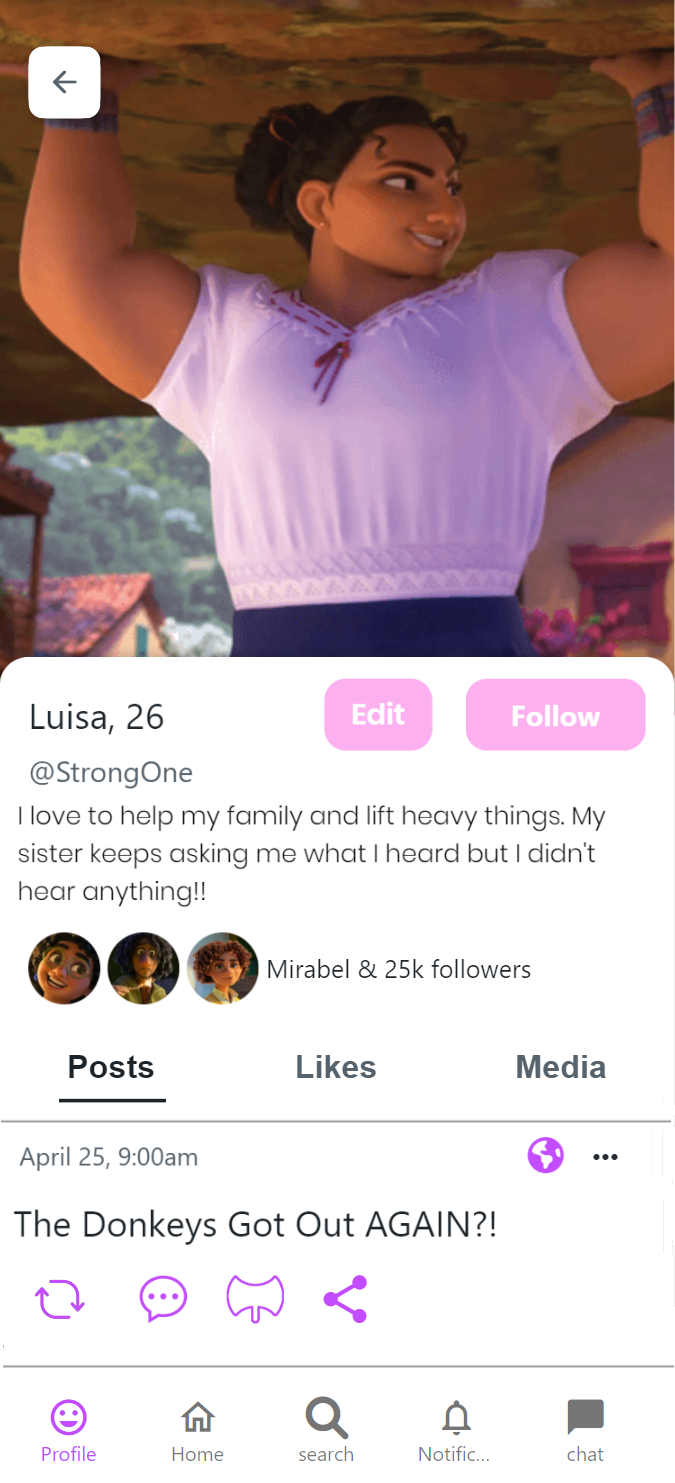 Luisa, 26
Edit
Follow
@StrongOne
I love to help my family and lift heavy things. My
sister keeps asking me what I heard but I didn't
hear anything!!
Mirabel & 25k followers
Posts
Likes
Media
April 25, 9:00am
The Donkeys Got Out AGAIN?!
Profile
Home
search
Notific...
chat